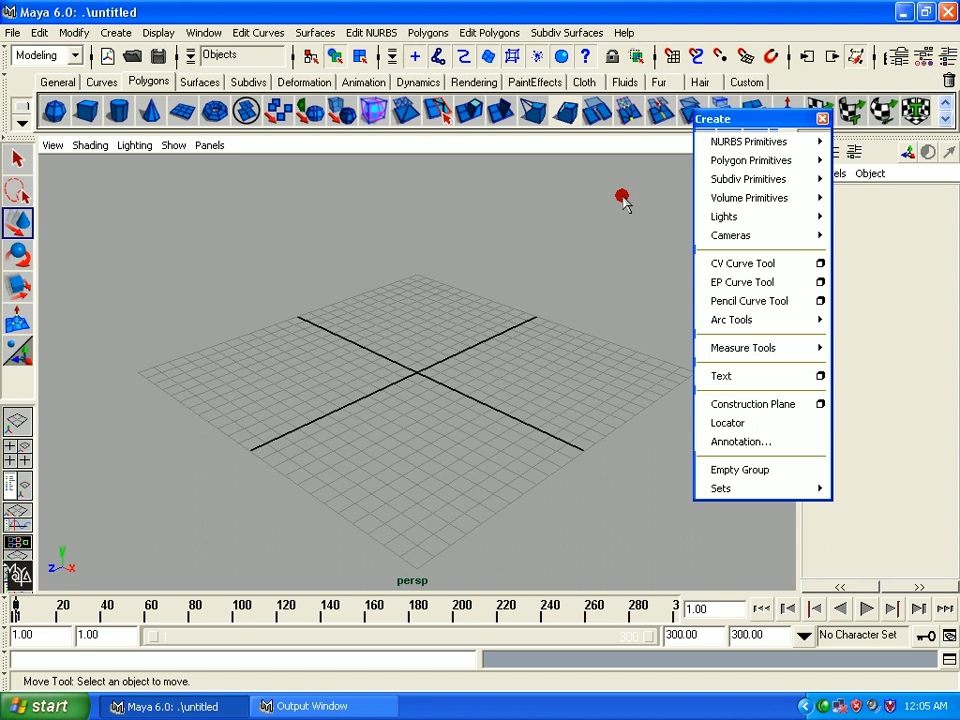 Maya 6.0: .\untitled
File Edit Modify Create Display Window Edit Curves Surfaces Edit NURBS Polygons Edit Polygons Subdiv Surfaces Help
Modeling Objects
General Curves Polygons Surfaces Subdivs Deformation Animation Dynamics Rendering PaintEffects Cloth Fluids Fur Hair Custom
Create
View Shading Lighting Show Panels
els Object
NURBS Primitives
Polygon Primitives
Subdiv Primitives
Volume Primitives
Lights
Cameras
CV Curve Tool
EP Curve Tool
Pencil Curve Tool
Arc Tools
Measure Tools
Text
Construction Plane
Locator
Annotation...
Empty Group
Sets
y
z x
persp
MAYA
<< >>
20 40 60 80 100 120 140 160 180 200 220 240 260 280 3 1.00
1.00 1.00 1 300 300.00 300.00 No Character Set
Move Tool: Select an object to move.
start Maya 6.0: .\untitled Output Window 12:05 AM